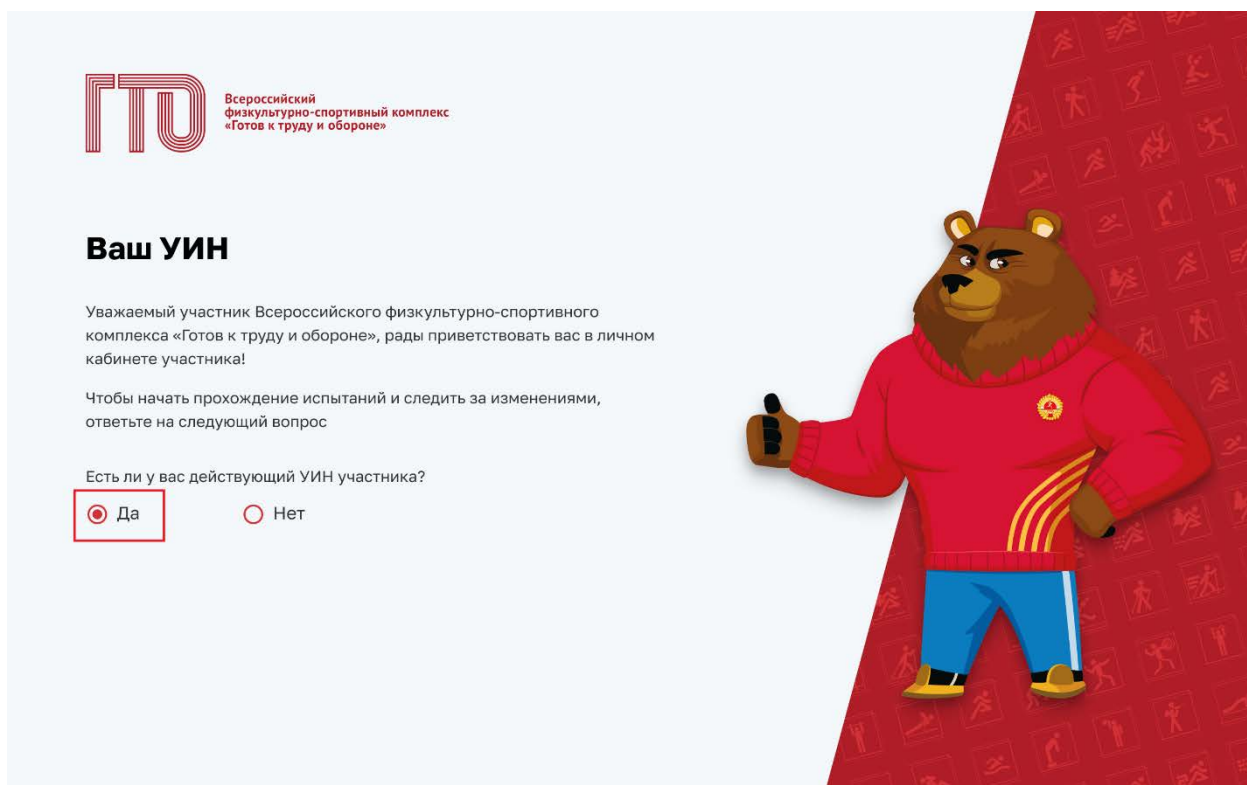 ГТО
Всероссийский
физкультурно-спортивный комплекс
«Готов к труду и обороне»
Ваш УИН
Уважаемый участник Всероссийского физкультурно-спортивного
комплекса «Готов к труду и обороне», рады приветствовать вас в личном
кабинете участника!
Чтобы начать прохождение испытаний и следить за изменениями,
ответьте на следующий вопрос
Есть ли у вас действующий УИН участника?
Да Нет